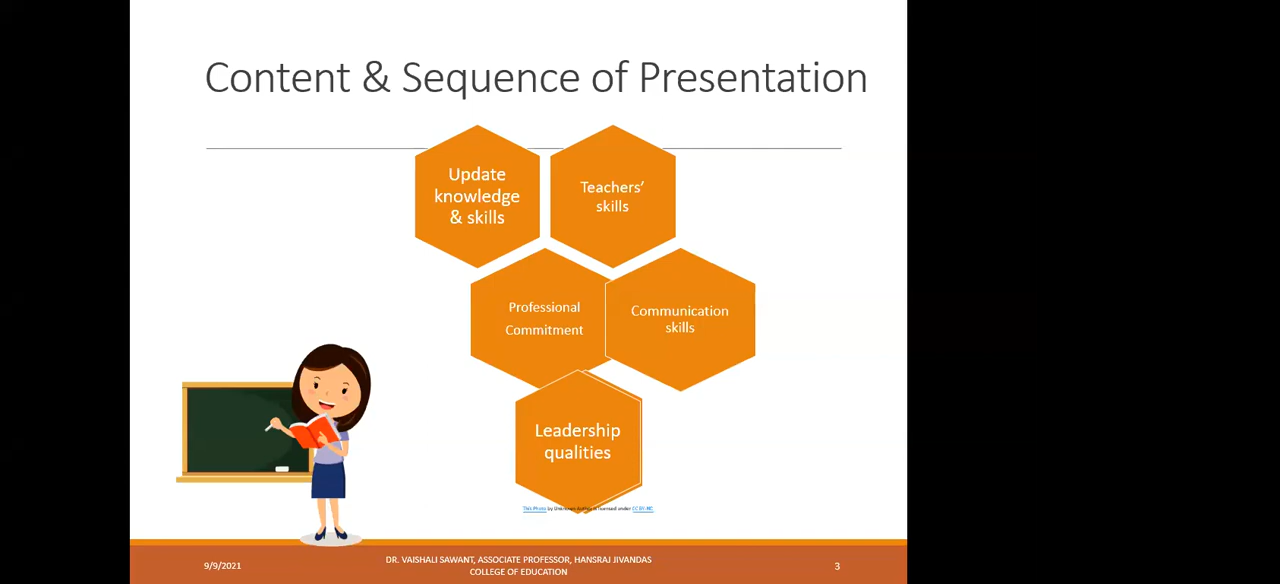 Content & Sequence of Presentation
Update
knowledge
& skills
Teachers’
skills
Professional
Commitment
Communication
skills
Leadership
qualities
This Photo by Unknown Author is licensed under CC BY-NC
9/9/2021
DR. VAISHALI SAWANT, ASSOCIATE PROFESSOR, HANSRAJ JIVANDAS
COLLEGE OF EDUCATION
3